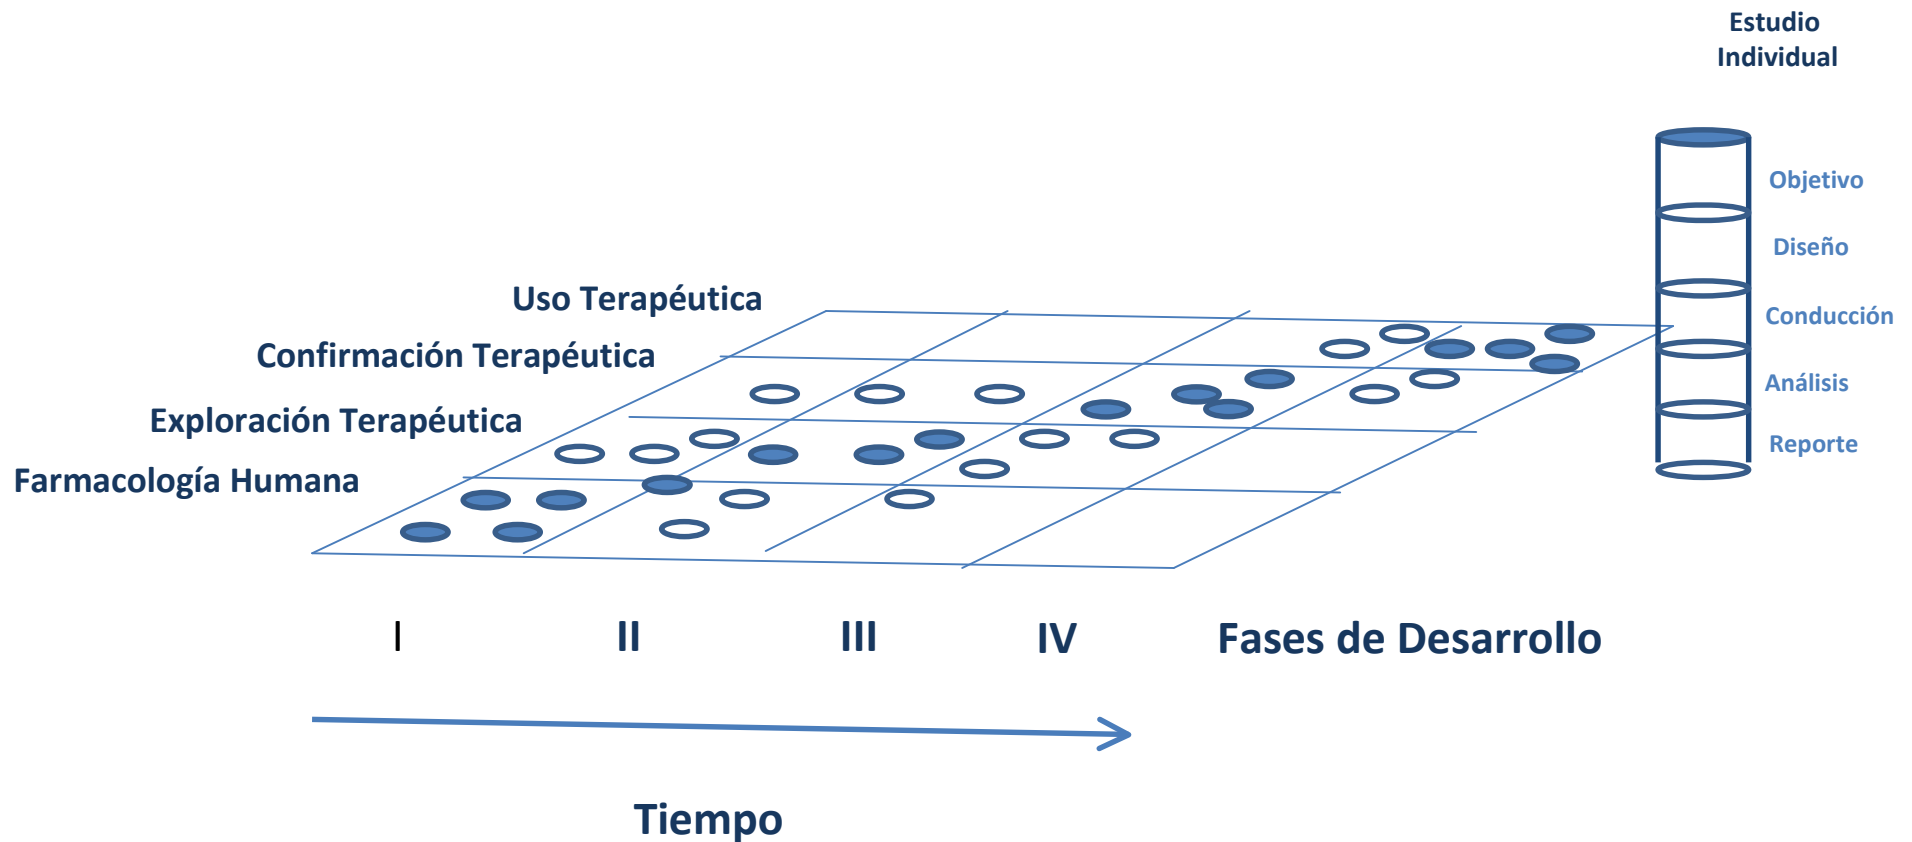 Estudio
Individual
Objetivo
Diseño
Conducción
Análisis
Reporte
Uso Terapéutica
Confirmación Terapéutica
Exploración Terapéutica
Farmacología Humana
I II III IV Fases de Desarrollo
Tiempo